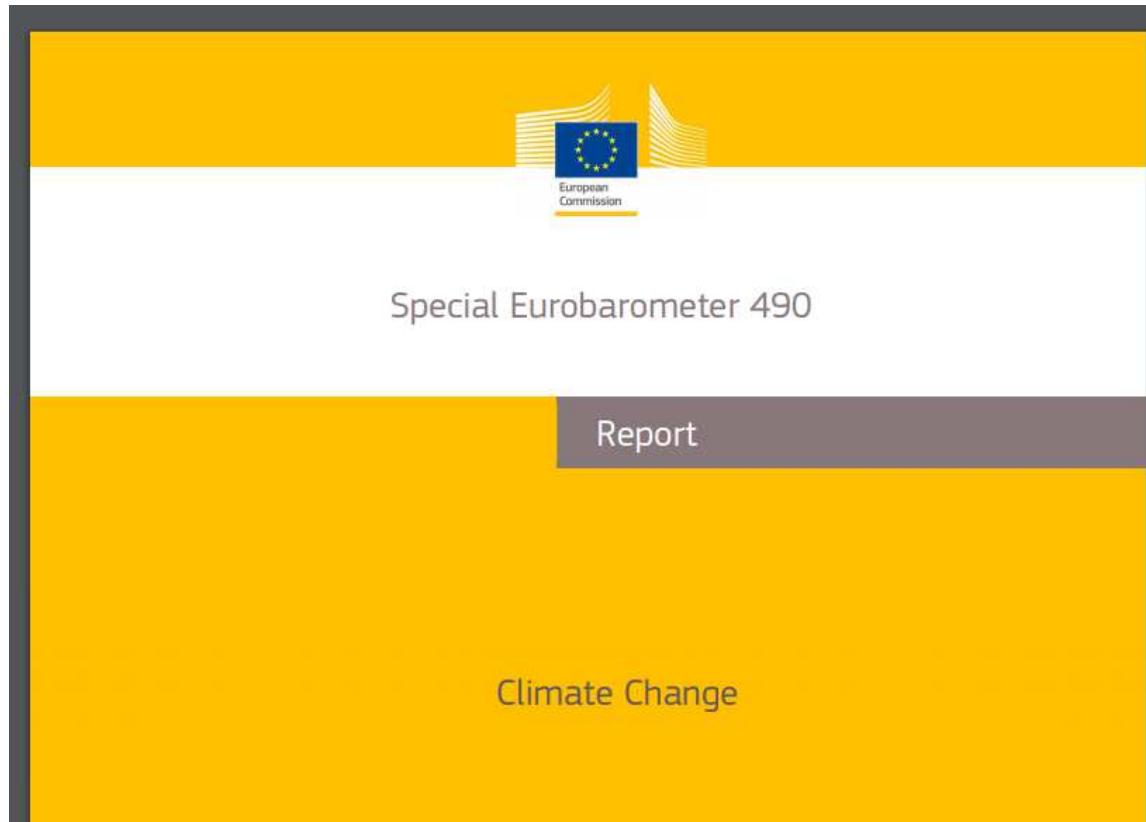 European
Commission
Special Eurobarometer 490
Report
Climate Change